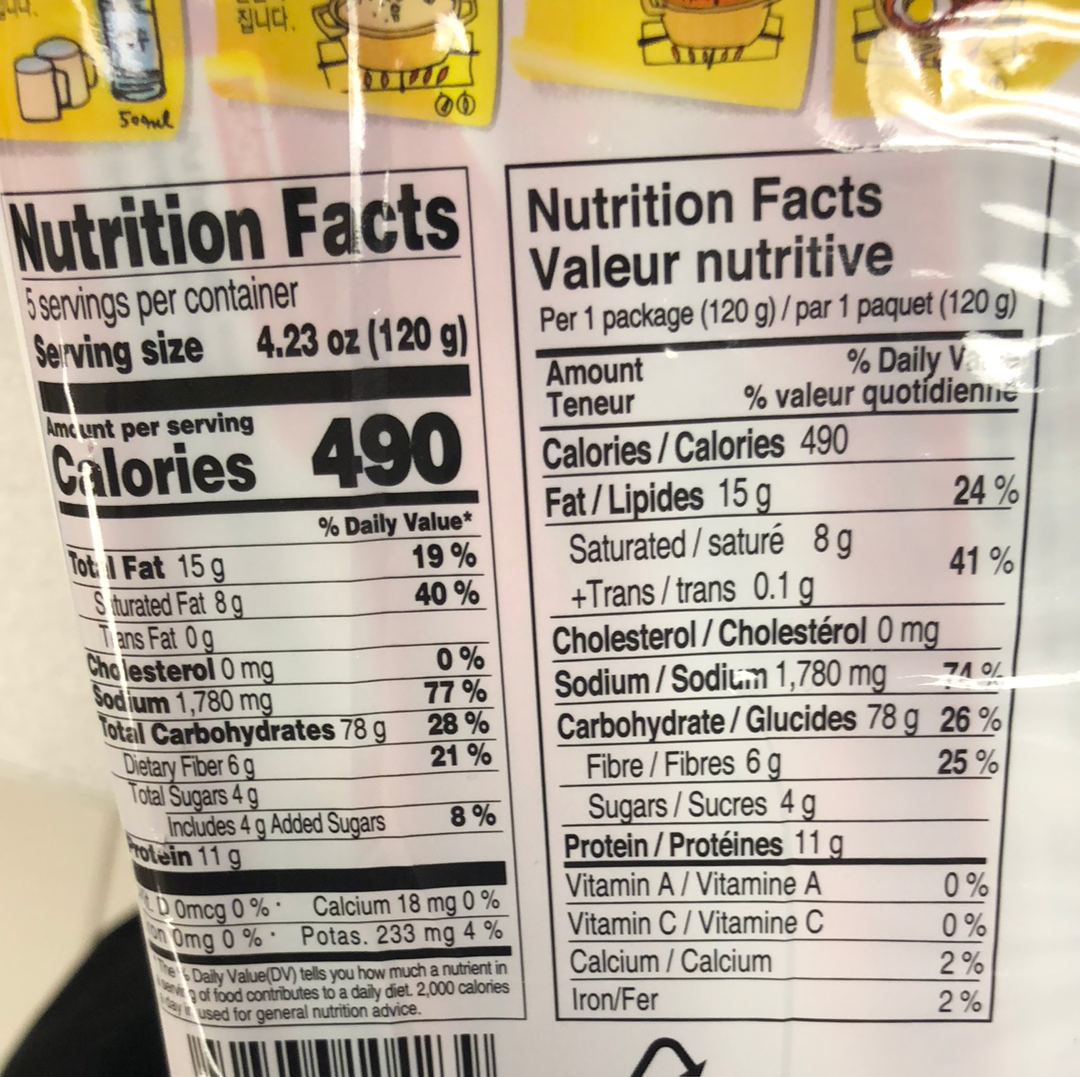 집니다.
500ml
Nutrition Facts
5 servings per container
Serving size 4.23 oz (120 g)
Amount per serving
Calories 490
% Daily Value*
Total Fat 15 g 19 %
Saturated Fat 8 g 40 %
Trans Fat 0 g
Cholesterol 0 mg 0 %
Sodium 1,780 mg 77 %
Total Carbohydrates 78 g 28 %
Dietary Fiber 6 g 21 %
Total Sugars 4 g
Includes 4 g Added Sugars 8 %
Protein 11 g
D 0mcg 0 % · Calcium 18 mg 0 %
0mg 0 % · Potas. 233 mg 4 %
The % Daily Value(DV) tells you how much a nutrient in
serving of food contributes to a daily diet. 2,000 calories
day is used for general nutrition advice.
Nutrition Facts
Valeur nutritive
Per 1 package (120 g) / par 1 paquet (120 g)
Amount % Daily Value
Teneur % valeur quotidienne
Calories / Calories 490
Fat / Lipides 15 g 24 %
Saturated / saturé 8 g
+Trans / trans 0.1 g 41 %
Cholesterol / Cholestérol 0 mg
Sodium / Sodium 1,780 mg 74 %
Carbohydrate / Glucides 78 g 26 %
Fibre / Fibres 6 g 25 %
Sugars / Sucres 4 g
Protein / Protéines 11 g
Vitamin A / Vitamine A 0 %
Vitamin C / Vitamine C 0 %
Calcium / Calcium 2 %
Iron/Fer 2 %